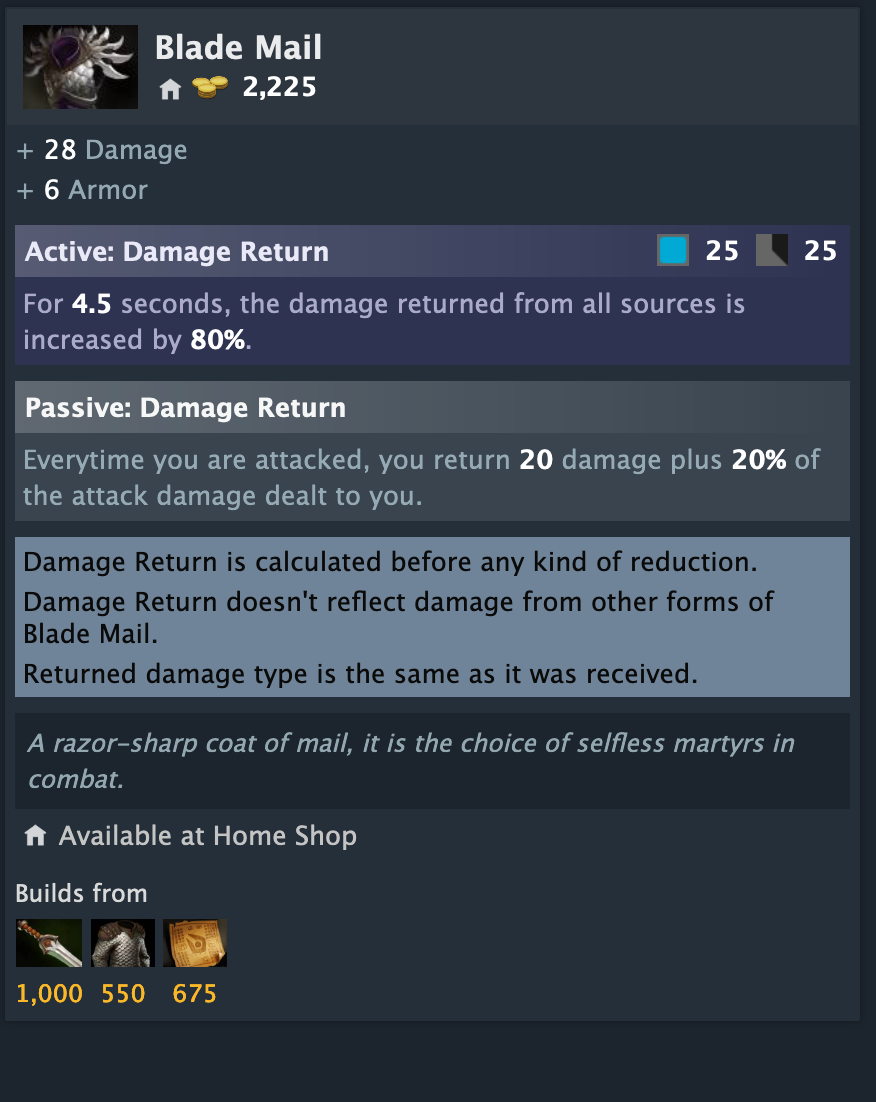 Blade Mail
2,225
+ 28 Damage
+ 6 Armor
Active: Damage Return 25 25
For 4.5 seconds, the damage returned from all sources is
increased by 80%.
Passive: Damage Return
Everytime you are attacked, you return 20 damage plus 20% of
the attack damage dealt to you.
Damage Return is calculated before any kind of reduction.
Damage Return doesn't reflect damage from other forms of
Blade Mail.
Returned damage type is the same as it was received.
A razor-sharp coat of mail, it is the choice of selfless martyrs in
combat.
Available at Home Shop
Builds from
1,000 550 675